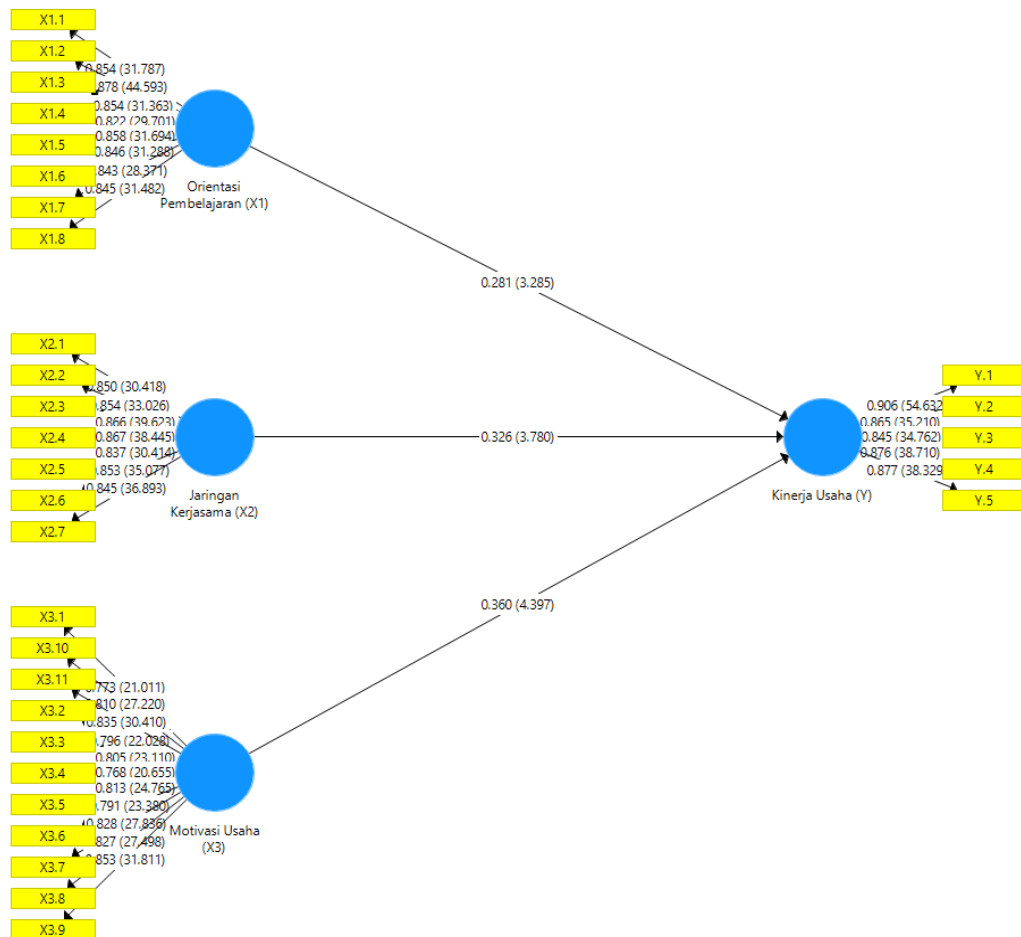 X1.1
X1.2
X1.3
X1.4
X1.5
X1.6
X1.7
X1.8
0.854 (31.787)
0.878 (44.593)
0.854 (31.363)
0.822 (29.701)
0.858 (31.694)
0.846 (31.288)
0.843 (28.371)
0.845 (31.482)
Orientasi
Pembelajaran (X1)
0.281 (3.285)
X2.1
X2.2
X2.3
X2.4
X2.5
X2.6
X2.7
0.850 (30.418)
0.854 (33.026)
0.866 (39.623)
0.867 (38.445)
0.837 (30.414)
0.853 (35.077)
0.845 (36.893)
Jaringan
Kerjasama (X2)
0.326 (3.780)
Y.1
Y.2
Y.3
Y.4
Y.5
0.906 (54.632
0.865 (35.210)
0.845 (34.762)
0.876 (38.710)
0.877 (38.329
Kinerja Usaha (Y)
0.360 (4.397)
X3.1
X3.10
X3.11
X3.2
X3.3
X3.4
X3.5
X3.6
X3.7
X3.8
X3.9
0.773 (21.011)
0.810 (27.220)
0.835 (30.410)
0.796 (22.028)
0.805 (23.110)
0.768 (20.655)
0.813 (24.765)
0.791 (23.380)
0.828 (27.836)
0.827 (27.498)
0.853 (31.811)
Motivasi Usaha
(X3)